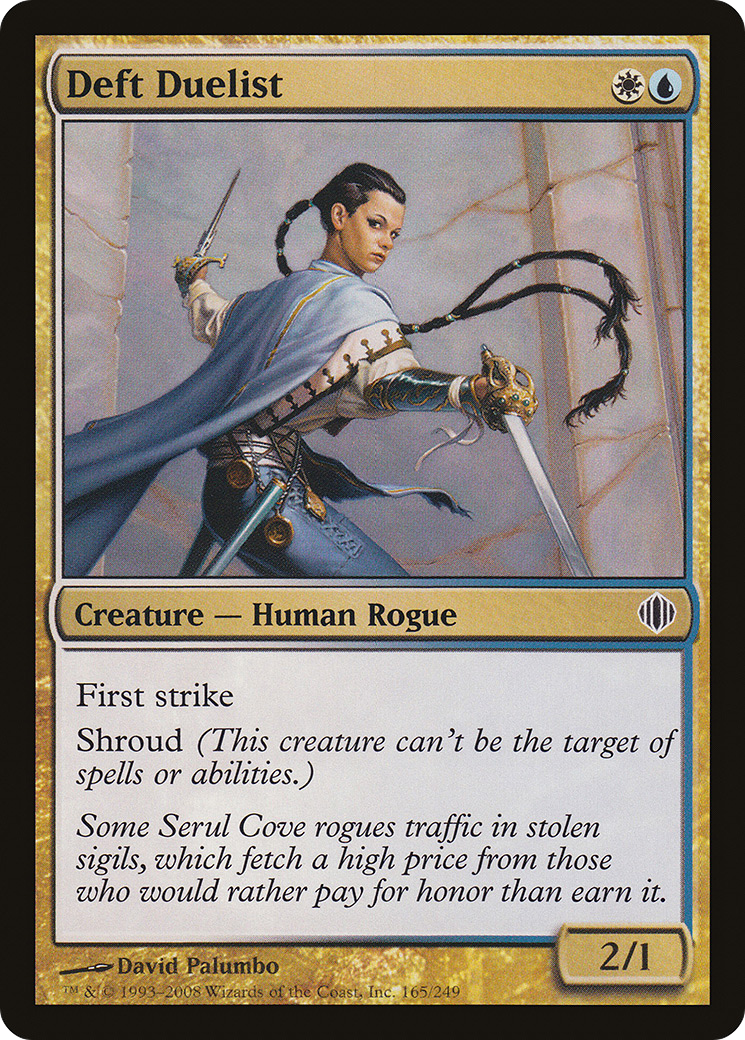 Deft Duelist
Creature — Human Rogue
First strike
Shroud (This creature can't be the target of
spells or abilities.)
Some Serul Cove rogues traffic in stolen
sigils, which fetch a high price from those
who would rather pay for honor than earn it.
2/1
David Palumbo
™ & © 1993–2008 Wizards of the Coast, Inc. 165/249